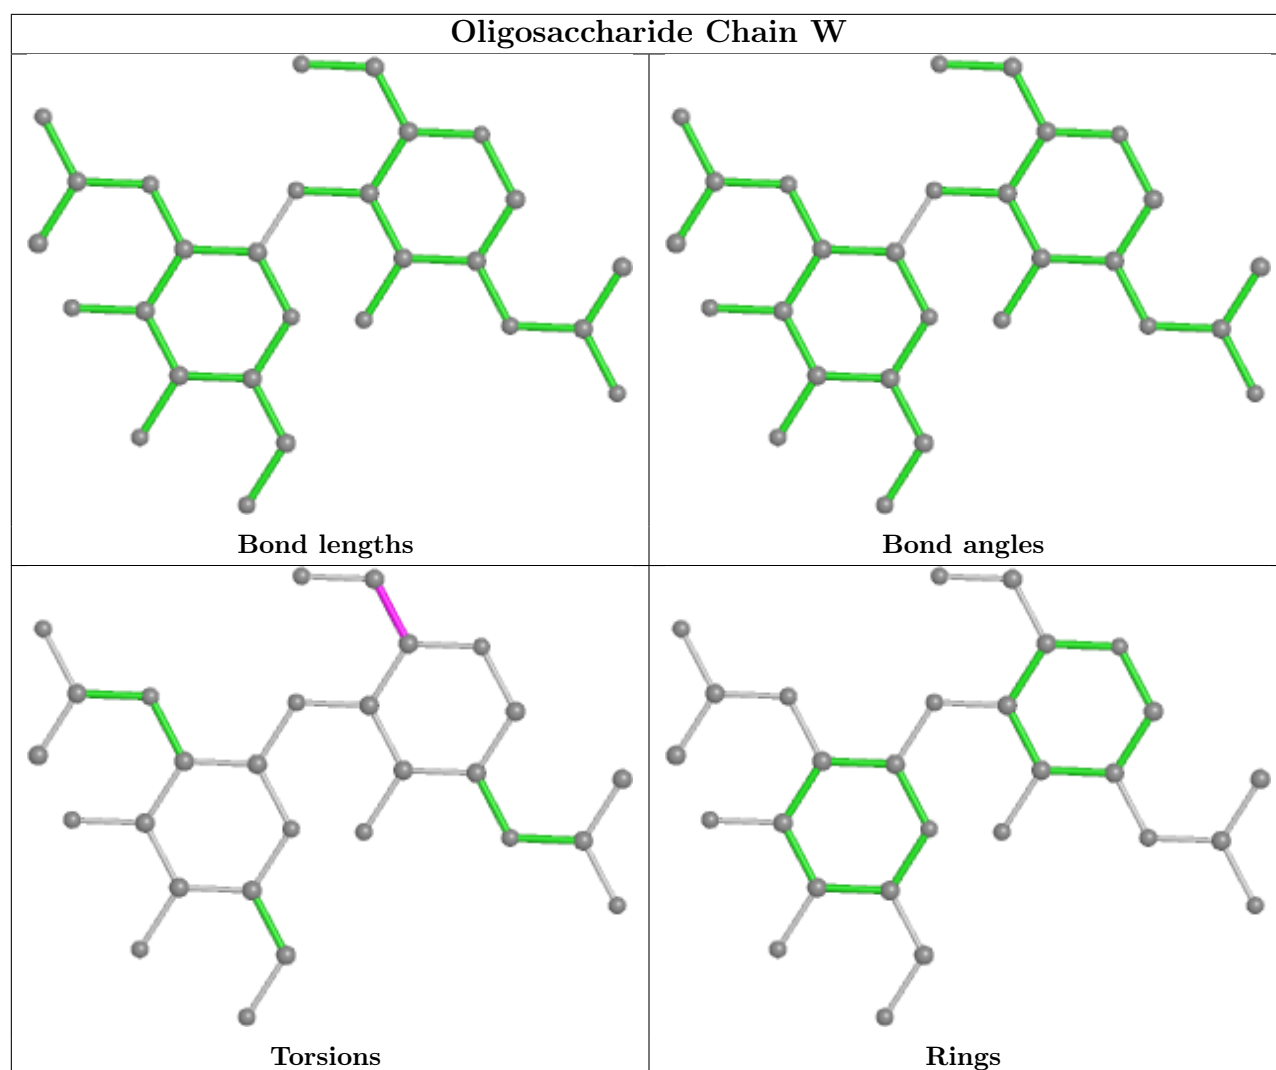 Oligosaccharide Chain W
Bond lengths
Bond angles
Torsions
Rings